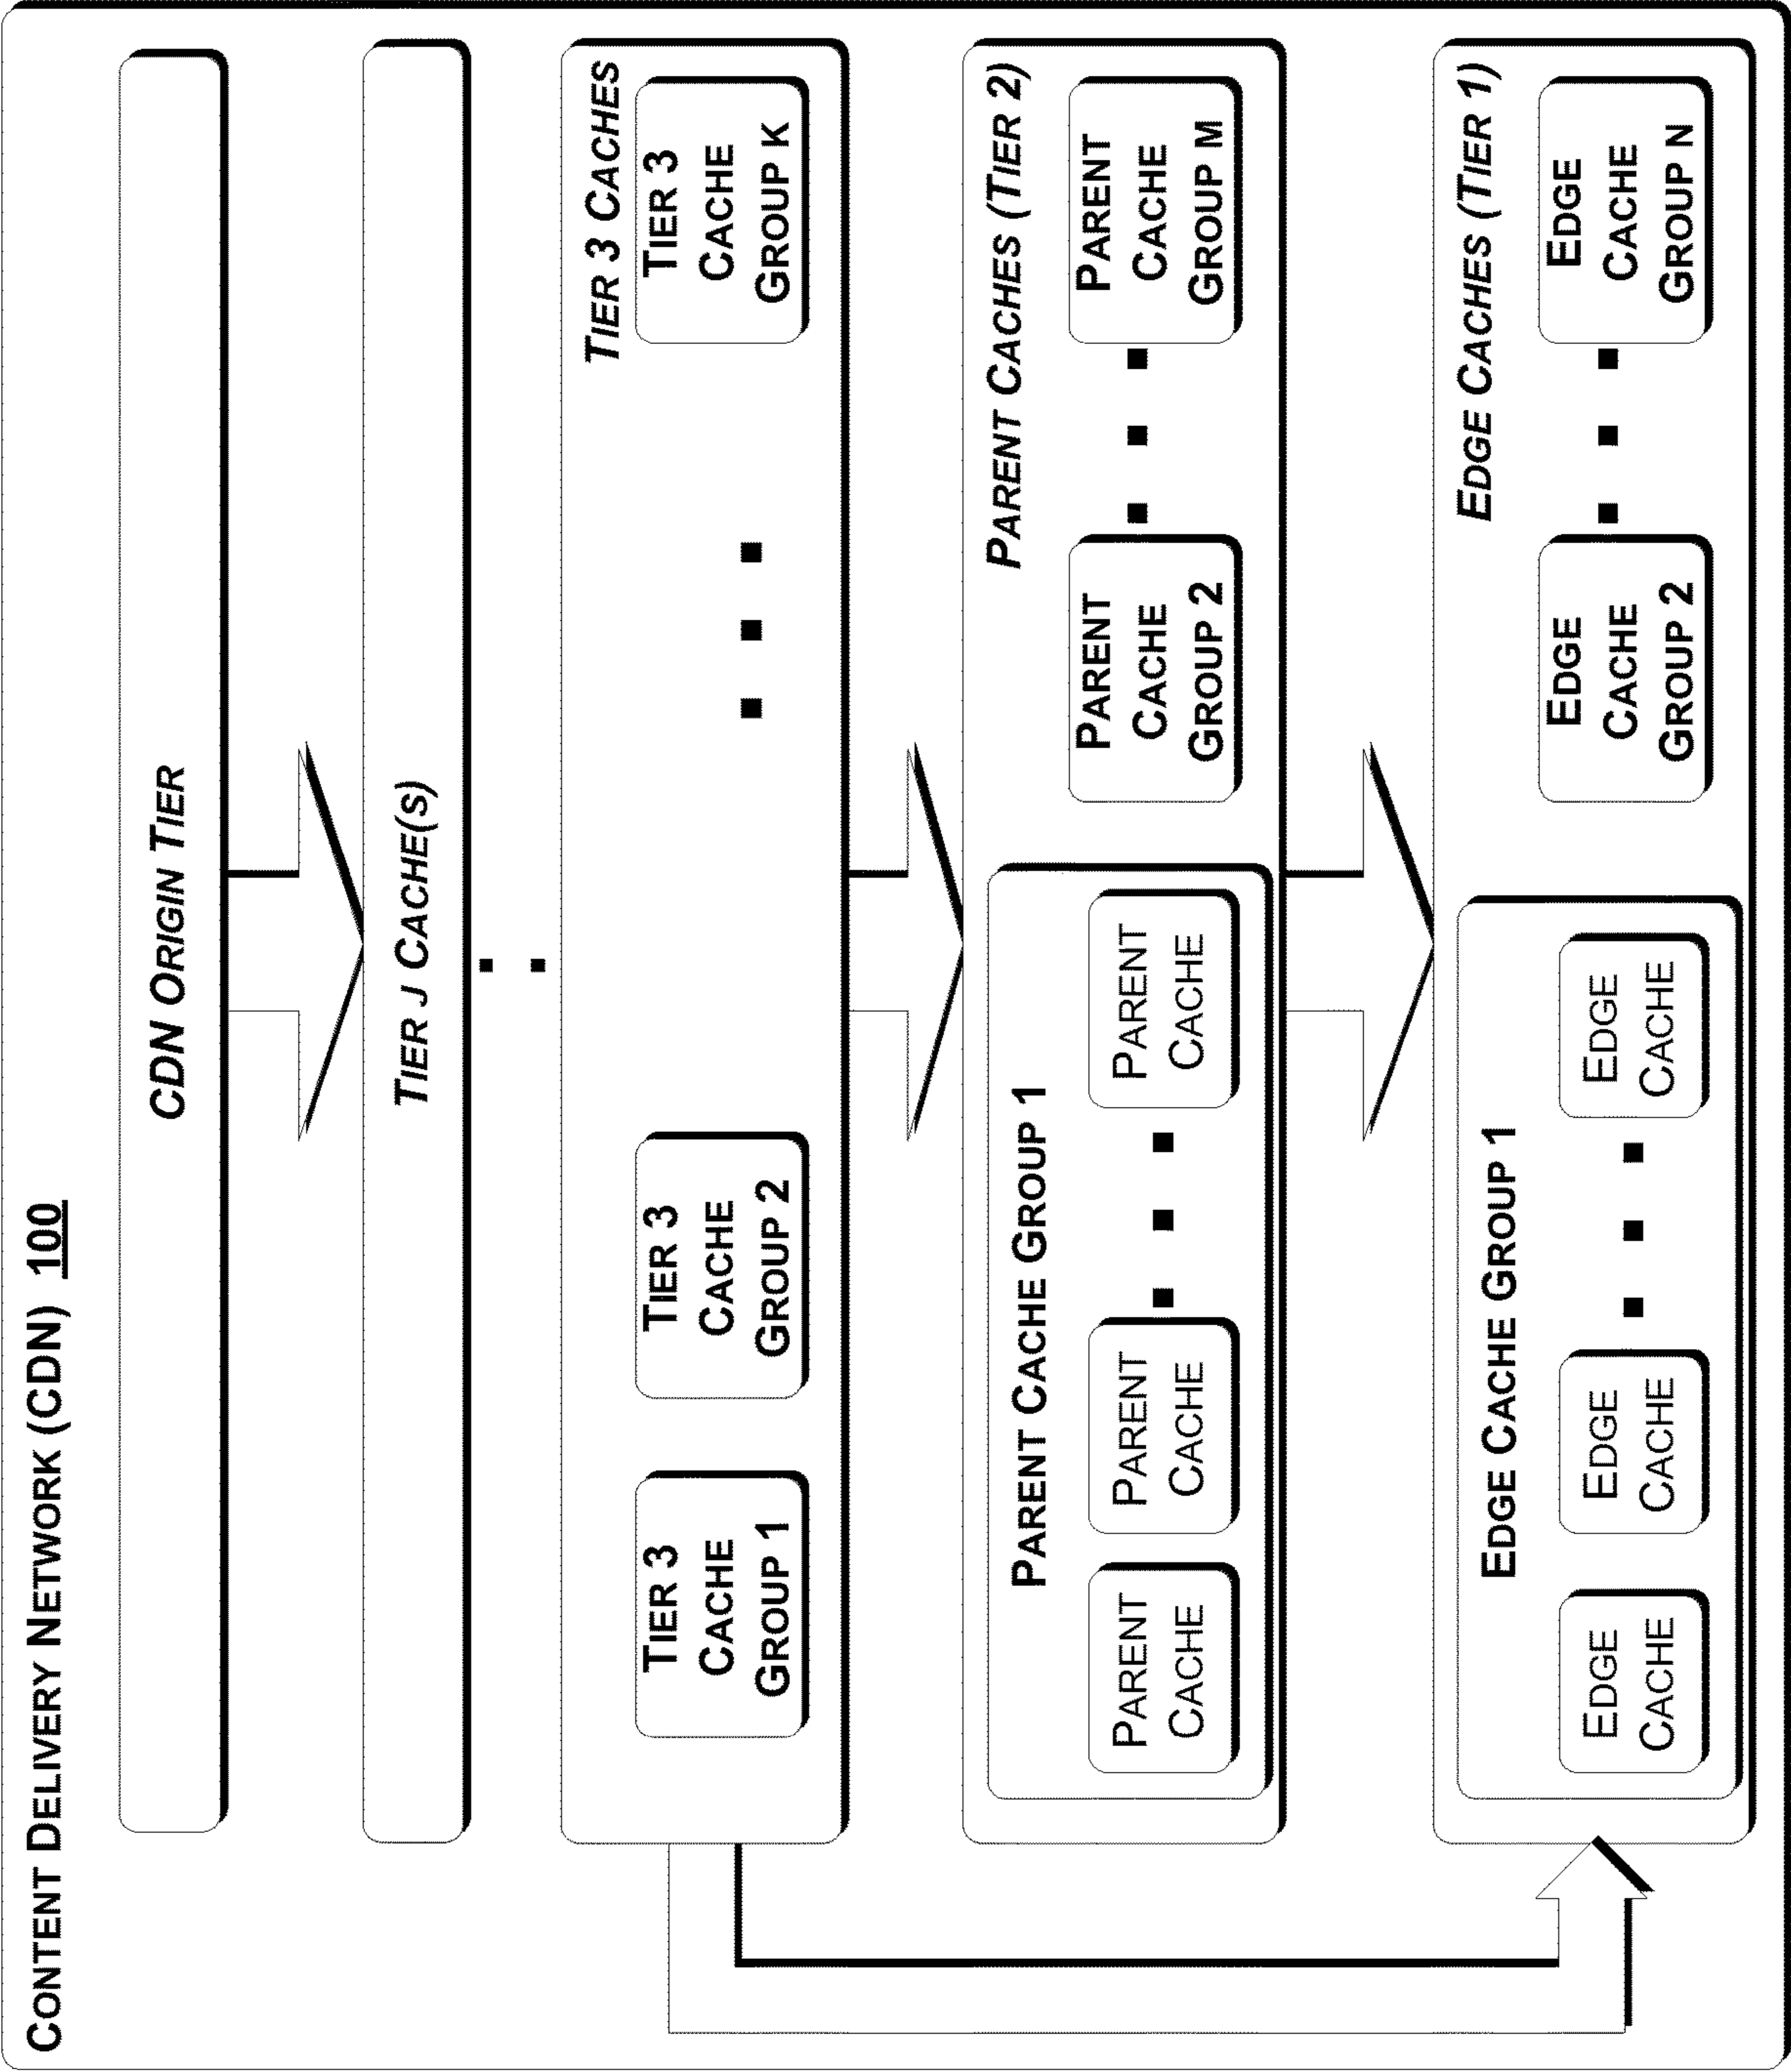 CONTENT DELIVERY NETWORK (CDN) 100
CDN ORIGIN TIER
TIER J CACHE(S)
TIER 3 CACHES
TIER 3
CACHE
GROUP 1
TIER 3
CACHE
GROUP 2
TIER 3
CACHE
GROUP K
PARENT CACHES (TIER 2)
PARENT CACHE GROUP 1
PARENT
CACHE
PARENT
CACHE
PARENT
CACHE
PARENT
CACHE
GROUP 2
PARENT
CACHE
GROUP M
EDGE CACHES (TIER 1)
EDGE CACHE GROUP 1
EDGE
CACHE
EDGE
CACHE
EDGE
CACHE
EDGE
CACHE
GROUP 2
EDGE
CACHE
GROUP N